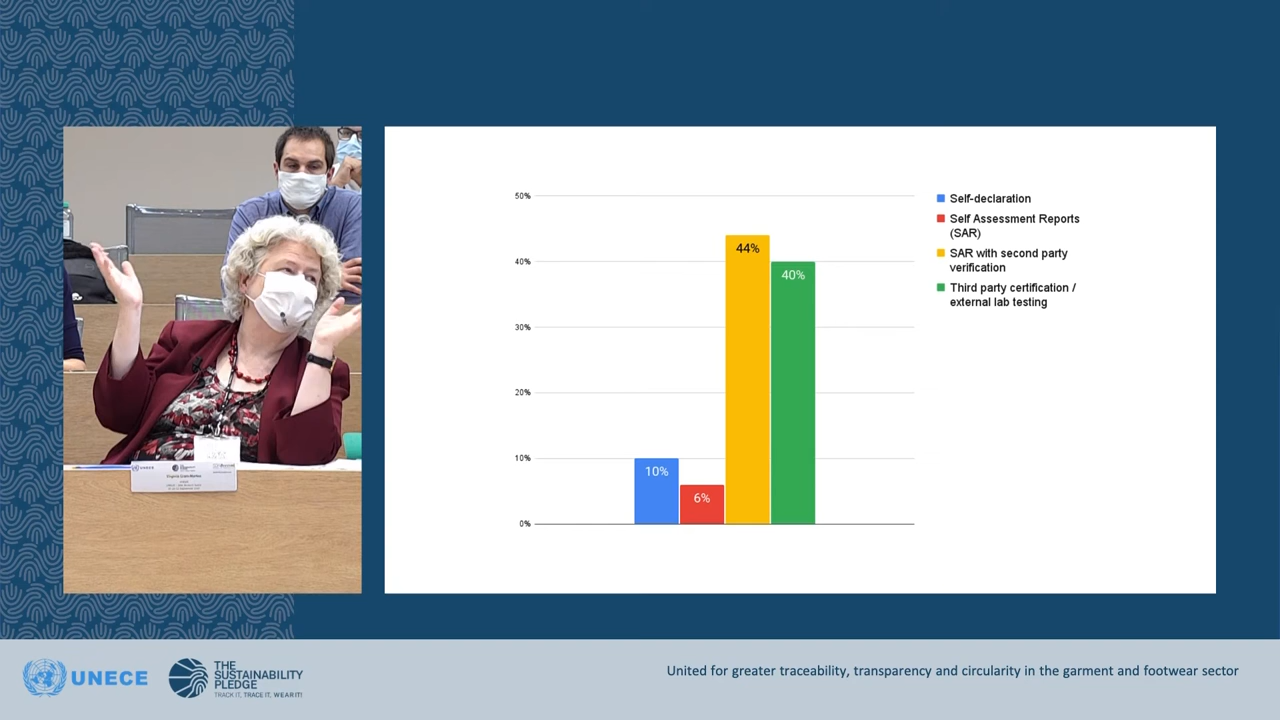 50%
40%
30%
20%
10%
0%
44%
40%
10%
6%
Self-declaration
Self Assessment Reports
(SAR)
SAR with second party
verification
Third party certification /
external lab testing
UNECE
THE
SUSTAINABILITY
PLEDGE
TRACK IT, TRACE IT, WEAR IT!
United for greater traceability, transparency and circularity in the garment and footwear sector